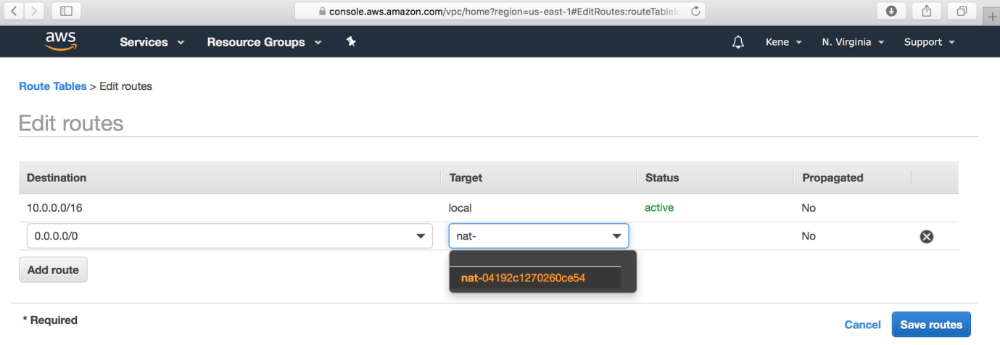 console.aws.amazon.com/vpc/home?region=us-east-1#EditRoutes:routeTableId
aws Services Resource Groups Kene N. Virginia Support
Route Tables > Edit routes
Edit routes
Destination Target Status Propagated
10.0.0.0/16 local active No
0.0.0.0/0 nat- No
nat-04192c1270260ce54
Add route
* Required
Cancel Save routes